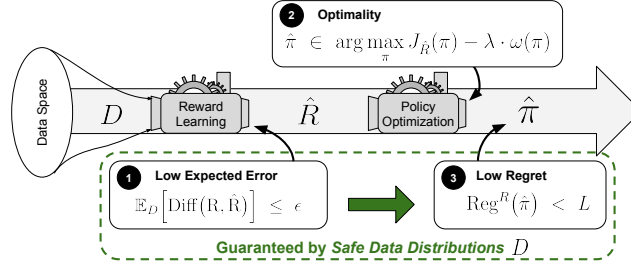 2 Optimality
π̂ ∈ arg max_π J_R̂(π) − λ · ω(π)
Data Space
D
Reward
Learning
R̂
Policy
Optimization
π̂
1 Low Expected Error
𝔼_D[Diff(R, R̂)] ≤ ϵ
3 Low Regret
Reg^R(π̂) < L
Guaranteed by Safe Data Distributions D